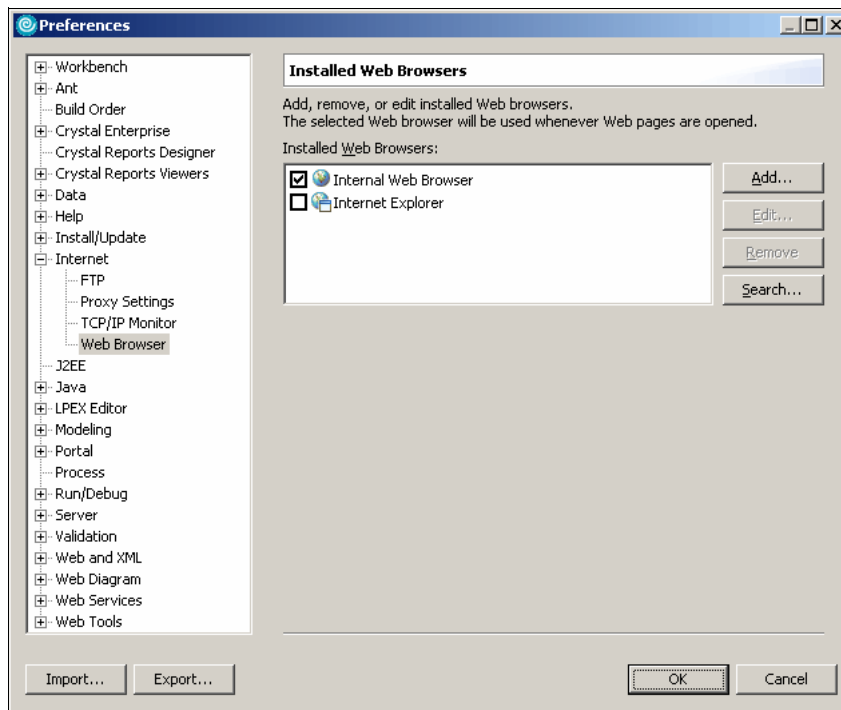 Preferences
Workbench
Ant
Build Order
Crystal Enterprise
Crystal Reports Designer
Crystal Reports Viewers
Data
Help
Install/Update
Internet
FTP
Proxy Settings
TCP/IP Monitor
Web Browser
J2EE
Java
LPEX Editor
Modeling
Portal
Process
Run/Debug
Server
Validation
Web and XML
Web Diagram
Web Services
Web Tools
Installed Web Browsers
Add, remove, or edit installed Web browsers.
The selected Web browser will be used whenever Web pages are opened.
Installed Web Browsers:
Internal Web Browser
Internet Explorer
Add...
Edit...
Remove
Search...
Import...
Export...
OK
Cancel